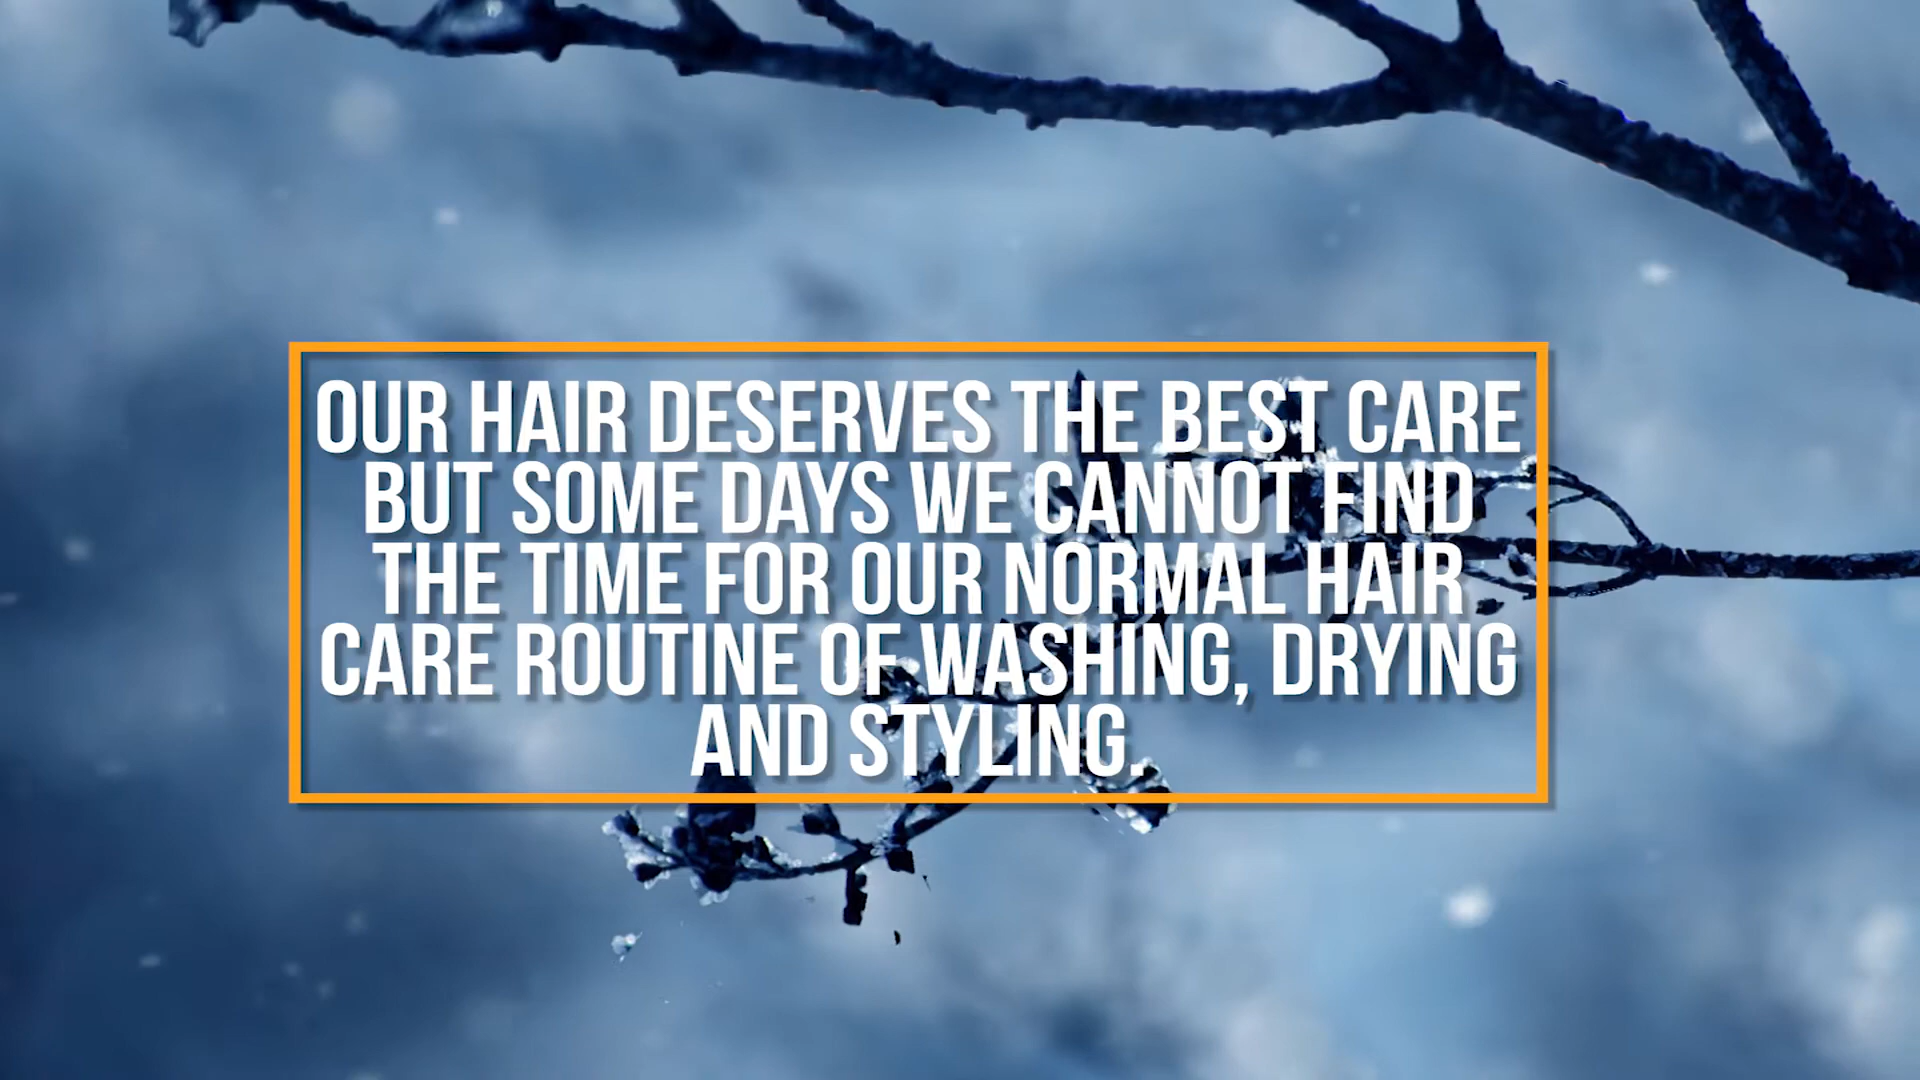 OUR HAIR DESERVES THE BEST CARE
BUT SOME DAYS WE CANNOT FIND
THE TIME FOR OUR NORMAL HAIR
CARE ROUTINE OF WASHING, DRYING
AND STYLING.